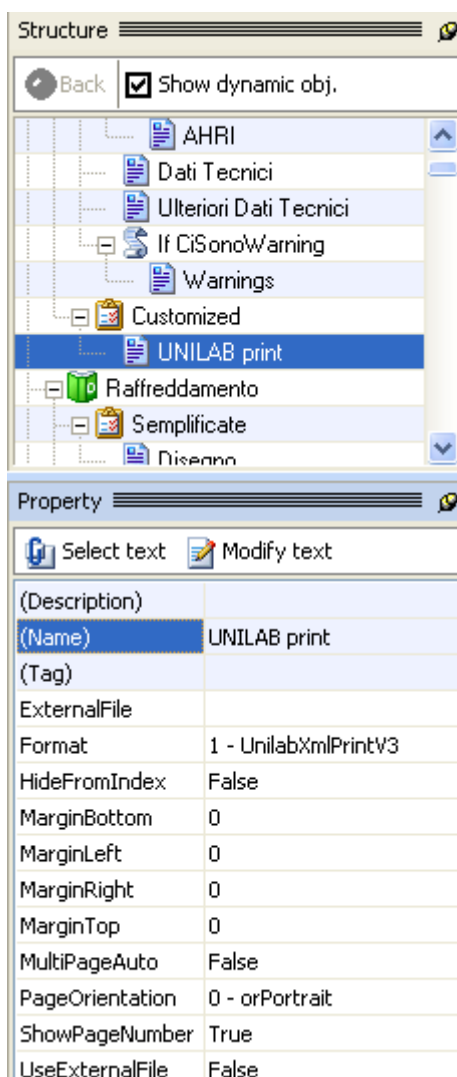 Structure
Back Show dynamic obj.
AHRI
Dati Tecnici
Ulteriori Dati Tecnici
If CiSonoWarning
Warnings
Customized
UNILAB print
Raffreddamento
Semplificate
Disegno
Property
Select text Modify text
(Description)
(Name) UNILAB print
(Tag)
ExternalFile
Format 1 - UnilabXmlPrintV3
HideFromIndex False
MarginBottom 0
MarginLeft 0
MarginRight 0
MarginTop 0
MultiPageAuto False
PageOrientation 0 - orPortrait
ShowPageNumber True
UseExternalFile False